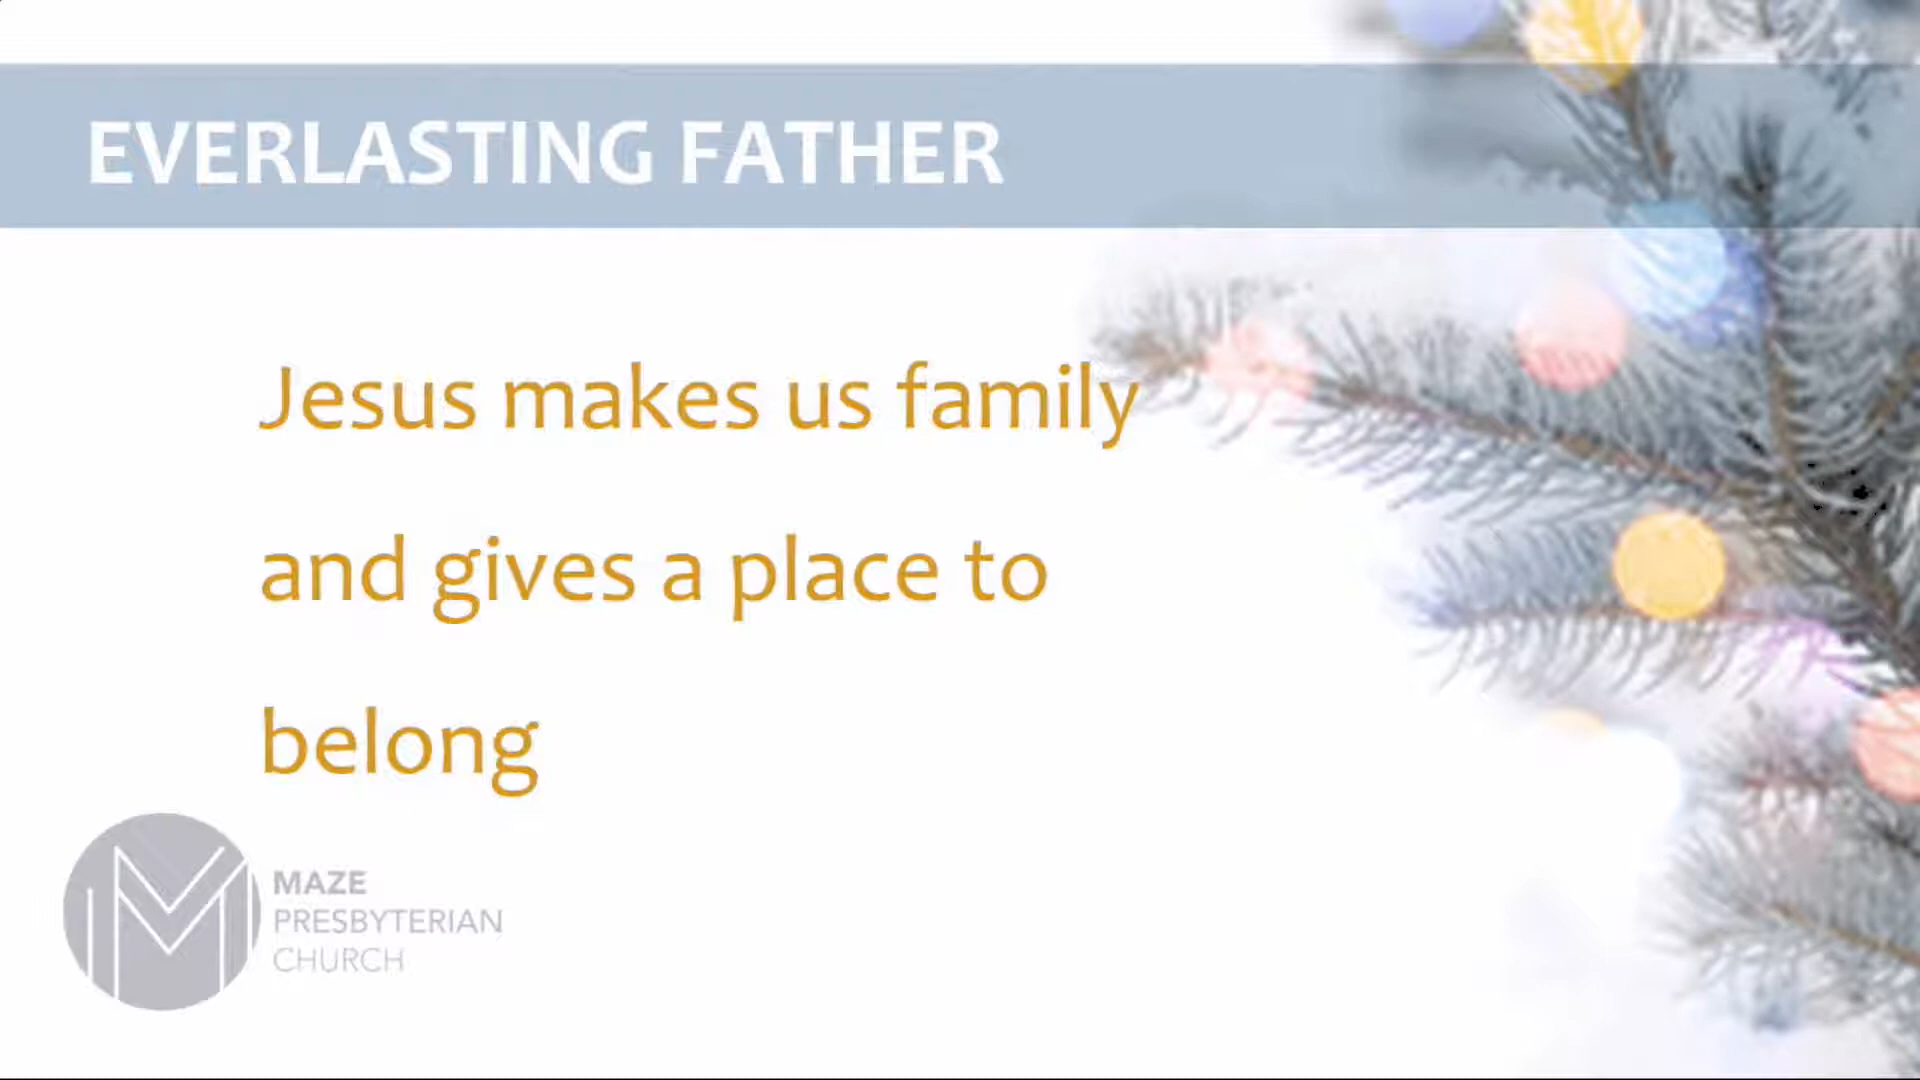 EVERLASTING FATHER
Jesus makes us family
and gives a place to
belong
MAZE
PRESBYTERIAN
CHURCH